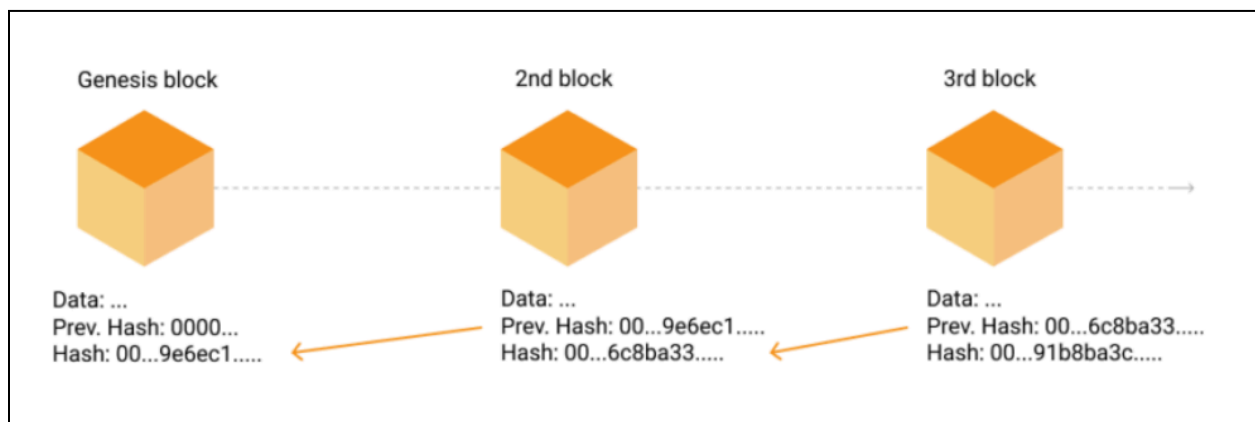 Genesis block
Data: ...
Prev. Hash: 0000...
Hash: 00...9e6ec1.....
2nd block
Data: ...
Prev. Hash: 00...9e6ec1.....
Hash: 00...6c8ba33.....
3rd block
Data: ...
Prev. Hash: 00...6c8ba33.....
Hash: 00...91b8ba3c.....